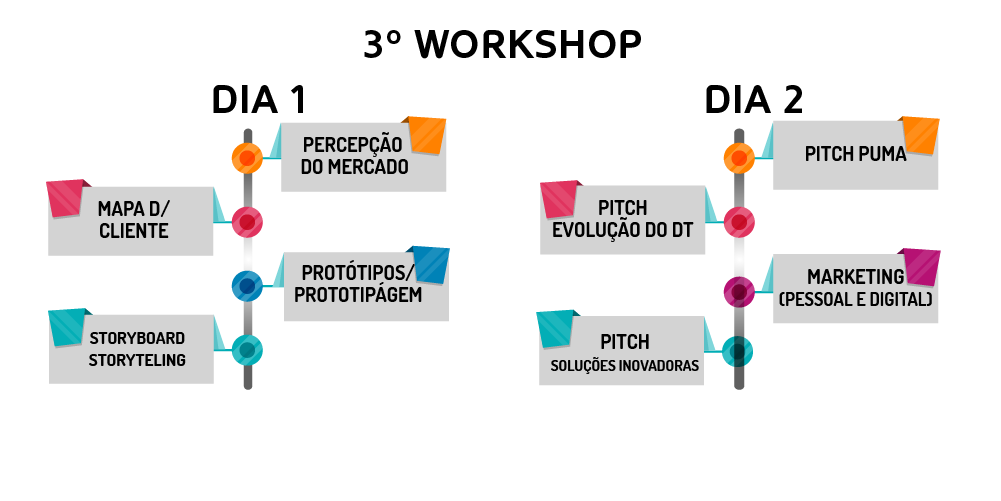 3º WORKSHOP
DIA 1
PERCEPÇÃO
DO MERCADO
MAPA D/
CLIENTE
PROTÓTIPOS/
PROTOTIPÁGEM
STORYBOARD
STORYTELING
DIA 2
PITCH PUMA
PITCH
EVOLUÇÃO DO DT
MARKETING
(PESSOAL E DIGITAL)
PITCH
SOLUÇÕES INOVADORAS